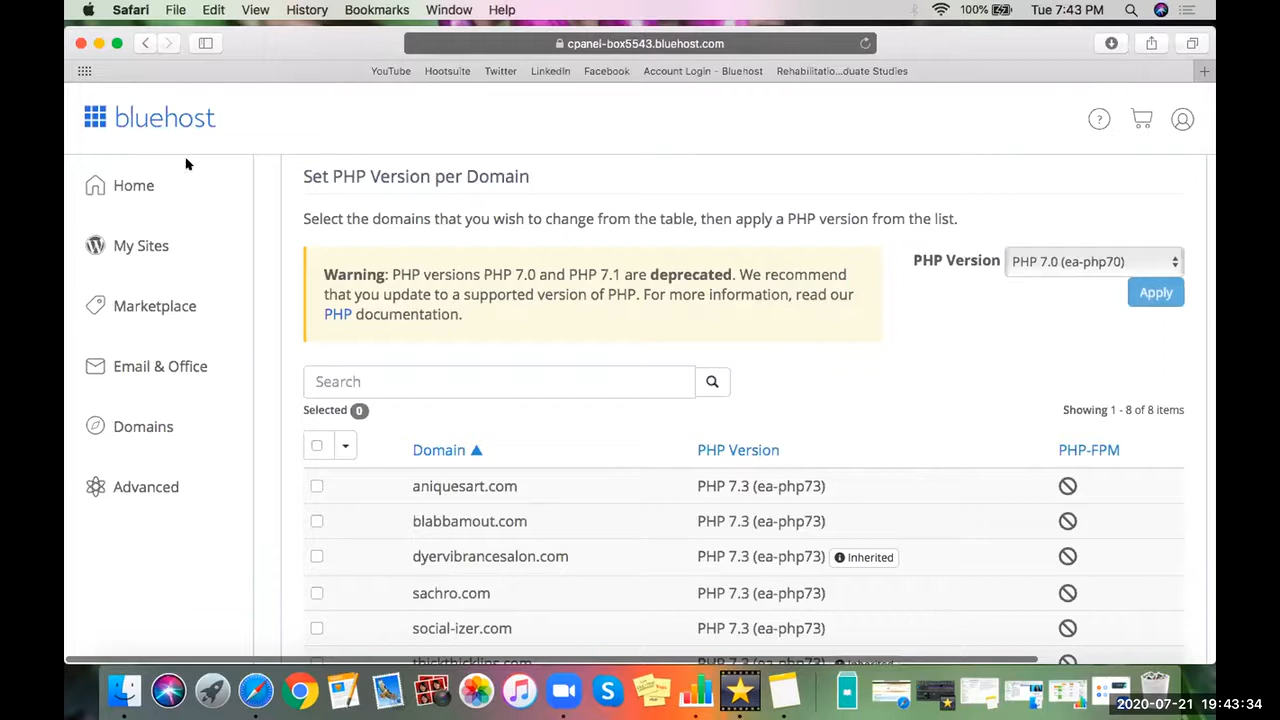 Safari File Edit View History Bookmarks Window Help 100% Tue 7:43 PM
cpanel-box5543.bluehost.com
YouTube Hootsuite Twitter LinkedIn Facebook Account Login - Bluehost Rehabilitatio...duate Studies
bluehost
Home
My Sites
Marketplace
Email & Office
Domains
Advanced
Set PHP Version per Domain
Select the domains that you wish to change from the table, then apply a PHP version from the list.
Warning: PHP versions PHP 7.0 and PHP 7.1 are deprecated. We recommend
that you update to a supported version of PHP. For more information, read our
PHP documentation.
PHP Version PHP 7.0 (ea-php70)
Apply
Search
Selected 0
Showing 1 - 8 of 8 items
Domain PHP Version PHP-FPM
aniquesart.com PHP 7.3 (ea-php73)
blabbamout.com PHP 7.3 (ea-php73)
dyervibrancesalon.com PHP 7.3 (ea-php73) Inherited
sachro.com PHP 7.3 (ea-php73)
social-izer.com PHP 7.3 (ea-php73)
2020-07-21 19:43:34